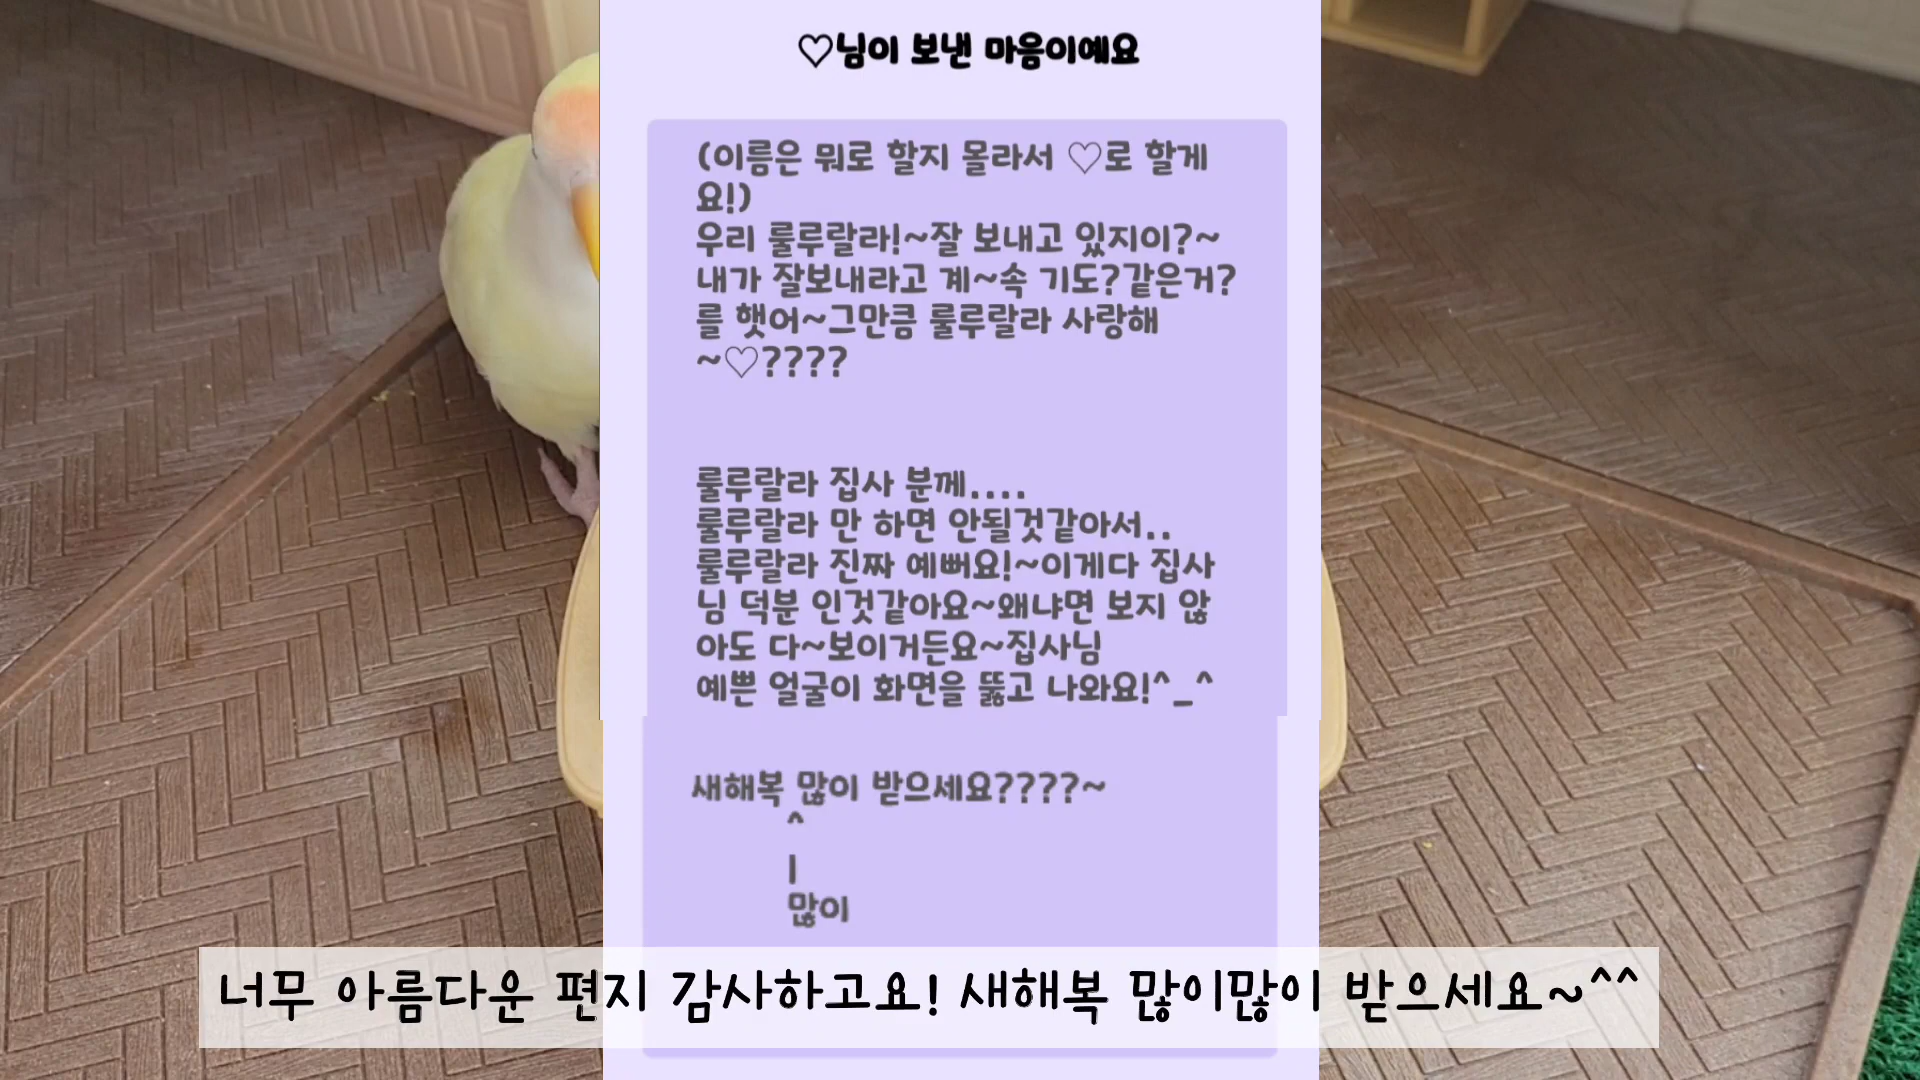 ♡님이 보낸 마음이예요
(이름은 뭐로 할지 몰라서 ♡로 할게
요!)
우리 룰루랄라!~잘 보내고 있지이?~
내가 잘보내라고 계~속 기도?같은거?
를 햇어~그만큼 룰루랄라 사랑해
~♡????
룰루랄라 집사 분께....
룰루랄라 만 하면 안될것같아서..
룰루랄라 진짜 예뻐요!~이게다 집사
님 덕분 인것같아요~왜냐면 보지 않
아도 다~보이거든요~집사님
예쁜 얼굴이 화면을 뚫고 나와요!^_^
새해복 많이 받으세요????~
^
|
많이
너무 아름다운 편지 감사하고요! 새해복 많이많이 받으세요~^^